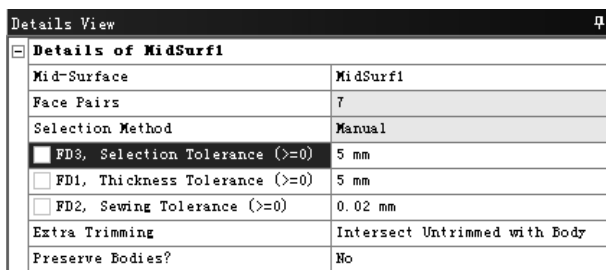 Details View
Details of MidSurf1
Mid-Surface MidSurf1
Face Pairs 7
Selection Method Manual
FD3, Selection Tolerance (>=0) 5 mm
FD1, Thickness Tolerance (>=0) 5 mm
FD2, Sewing Tolerance (>=0) 0.02 mm
Extra Trimming Intersect Untrimmed with Body
Preserve Bodies? No